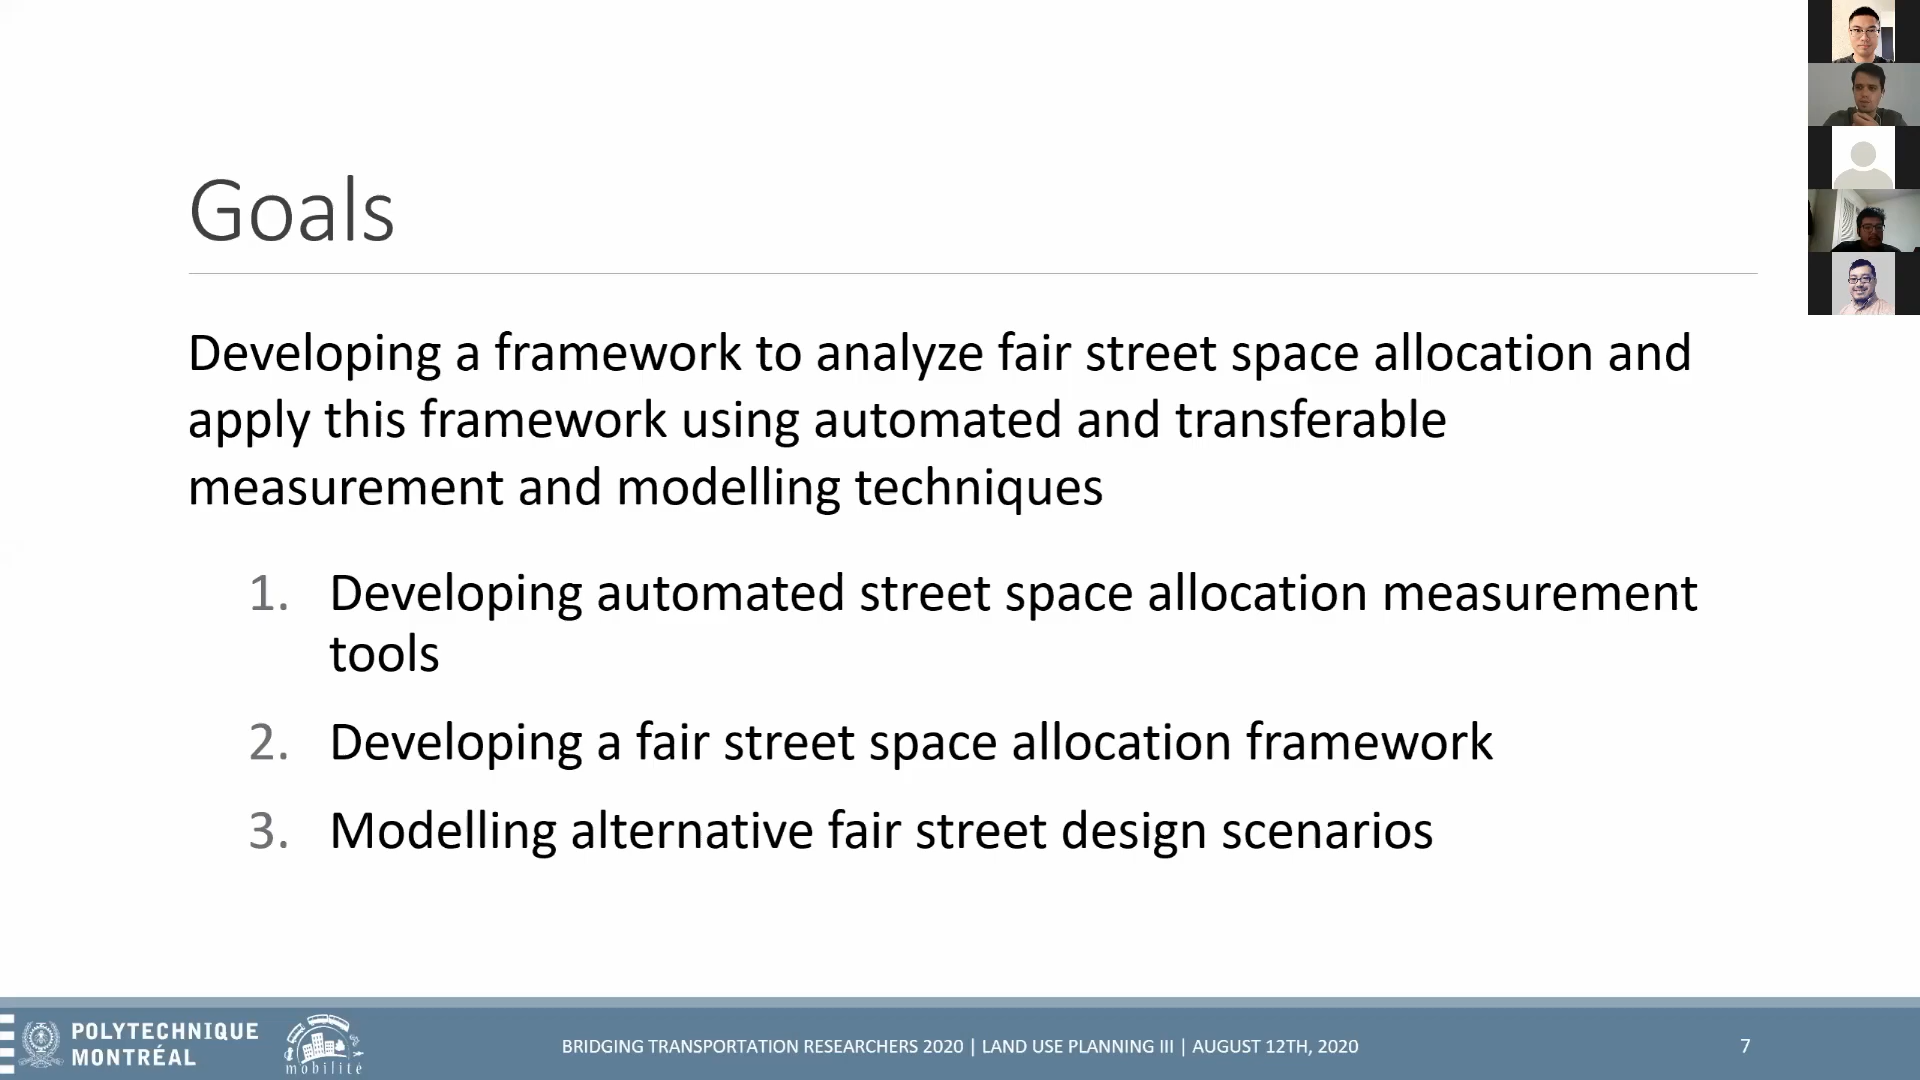 Goals
Developing a framework to analyze fair street space allocation and
apply this framework using automated and transferable
measurement and modelling techniques
1. Developing automated street space allocation measurement
tools
2. Developing a fair street space allocation framework
3. Modelling alternative fair street design scenarios
POLYTECHNIQUE
MONTRÉAL
mobilité
BRIDGING TRANSPORTATION RESEARCHERS 2020 | LAND USE PLANNING III | AUGUST 12TH, 2020
7